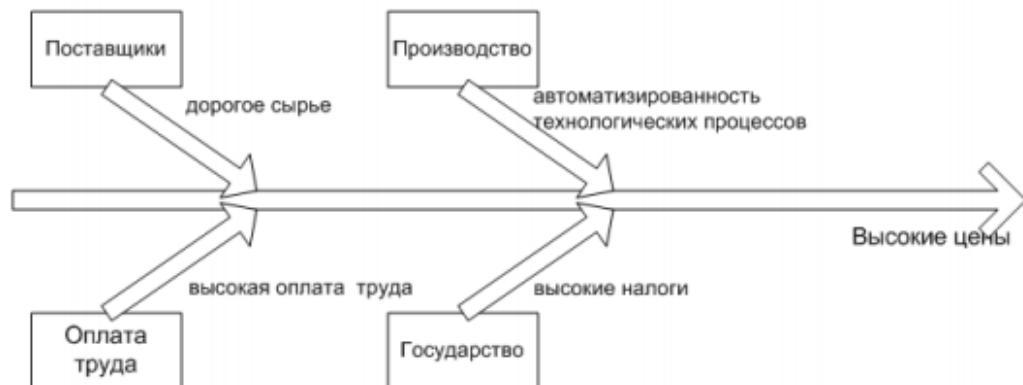 Поставщики
Производство
дорогое сырье
автоматизированность
технологических процессов
Высокие цены
высокая оплата труда
высокие налоги
Оплата
труда
Государство